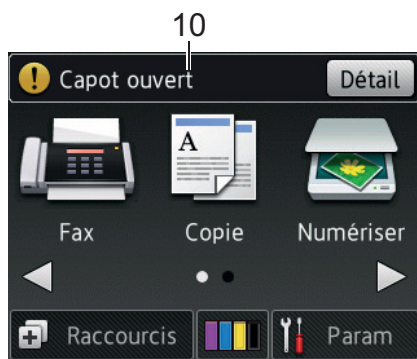 10
Capot ouvert Détail
A
Fax Copie Numériser
Raccourcis Param